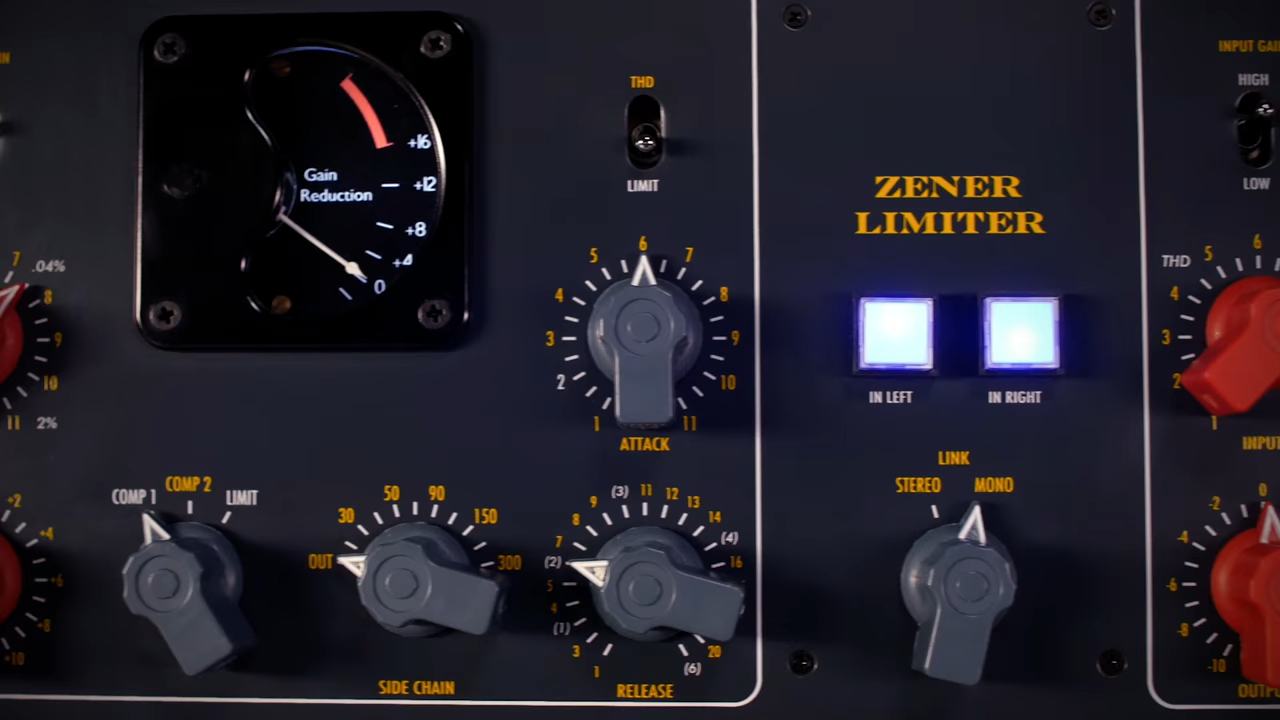 IN
Gain
Reduction
+16
+12
+8
+4
0
THD
LIMIT
ZENER
LIMITER
INPUT GAI
HIGH
LOW
7
.04%
8
9
10
11
2%
1
2
3
4
5
6
7
8
9
10
11
ATTACK
IN LEFT
IN RIGHT
THD
1
2
3
4
5
6
INPUT
+2
+4
+6
+8
+10
COMP 1
COMP 2
LIMIT
OUT
30
50
90
150
300
SIDE CHAIN
1
3
(1)
4
5
(2)
7
8
9
(3)
11
12
13
14
(4)
16
20
(6)
RELEASE
LINK
STEREO
MONO
-10
-8
-6
-4
-2
0
OUTPU